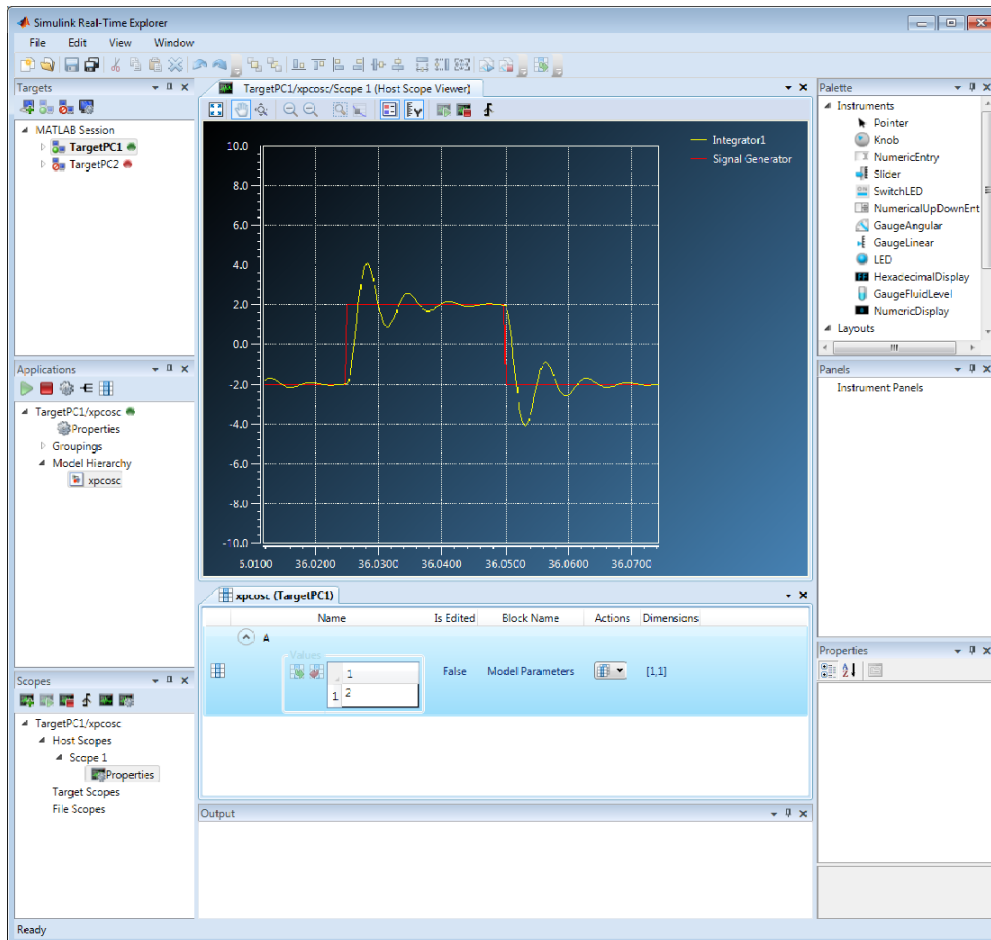 Simulink Real-Time Explorer
File Edit View Window
Targets
MATLAB Session
TargetPC1
TargetPC2
Applications
TargetPC1/xpcosc
Properties
Groupings
Model Hierarchy
xpcosc
Scopes
TargetPC1/xpcosc
Host Scopes
Scope 1
Properties
Target Scopes
File Scopes
TargetPC1/xpcosc/Scope 1 (Host Scope Viewer)
Integrator1
Signal Generator
10.0
8.0
6.0
4.0
2.0
0.0
-2.0
-4.0
-6.0
-8.0
-10.0
5.0100 36.0200 36.0300 36.0400 36.0500 36.0600 36.0700
xpcosc (TargetPC1)
Name Is Edited Block Name Actions Dimensions
A
Values
1
1 2
False Model Parameters [1,1]
Output
Palette
Instruments
Pointer
Knob
NumericEntry
Slider
SwitchLED
NumericalUpDownEnt
GaugeAngular
GaugeLinear
LED
HexadecimalDisplay
GaugeFluidLevel
NumericDisplay
Layouts
Panels
Instrument Panels
Properties
Ready